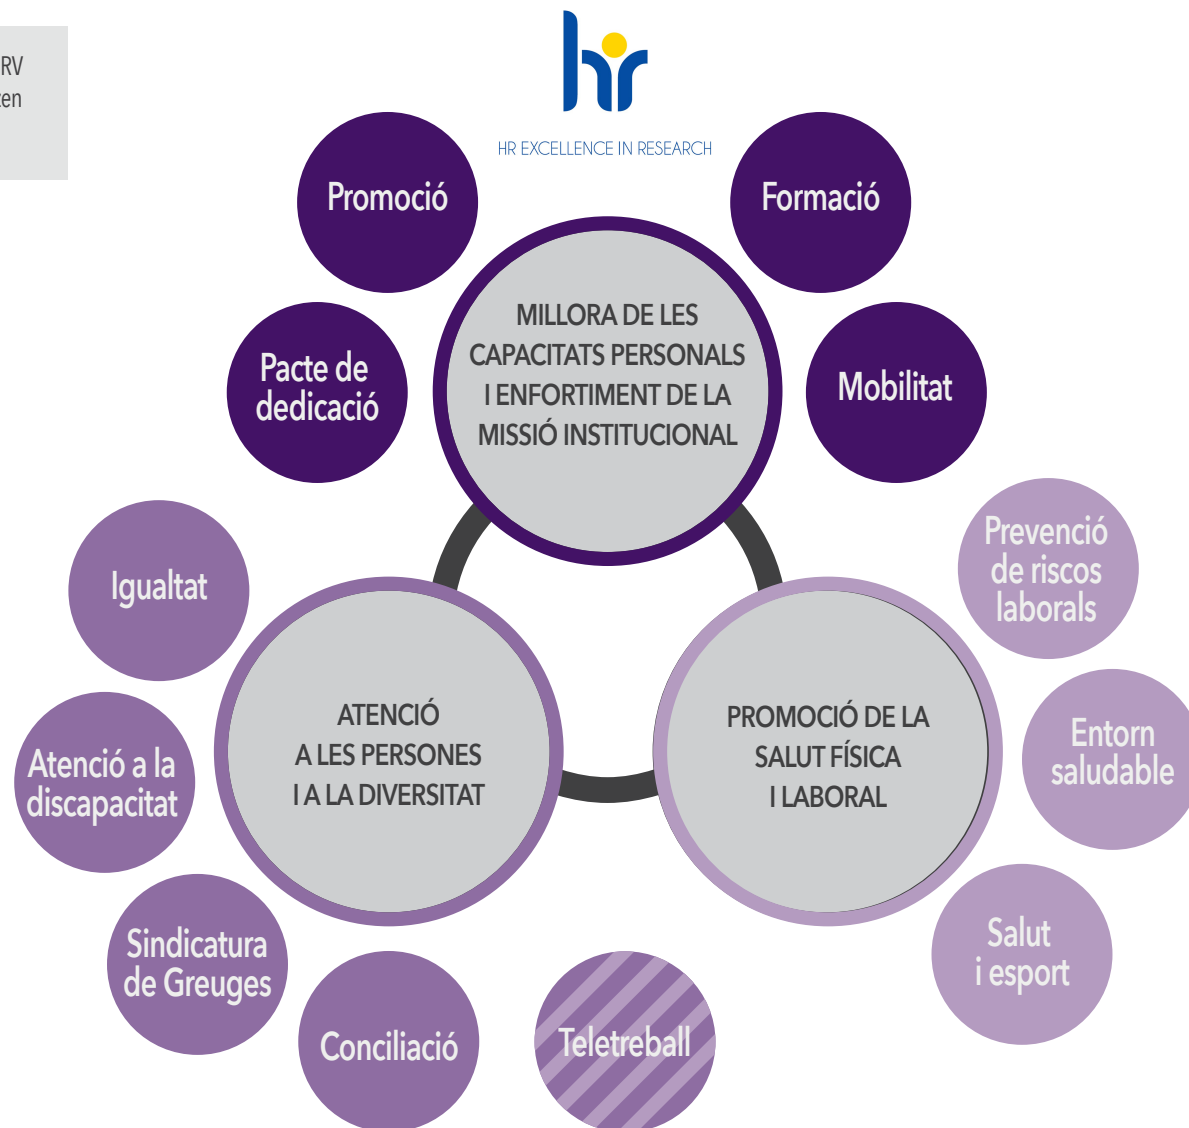 RV
en
hr
HR EXCELLENCE IN RESEARCH
Promoció
Formació
MILLORA DE LES
CAPACITATS PERSONALS
I ENFORTIMENT DE LA
MISSIÓ INSTITUCIONAL
Pacte de
dedicació
Mobilitat
Prevenció
de riscos
laborals
Igualtat
ATENCIÓ
A LES PERSONES
I A LA DIVERSITAT
PROMOCIÓ DE LA
SALUT FÍSICA
I LABORAL
Entorn
saludable
Atenció a la
discapacitat
Salut
i esport
Sindicatura
de Greuges
Conciliació
Teletreball